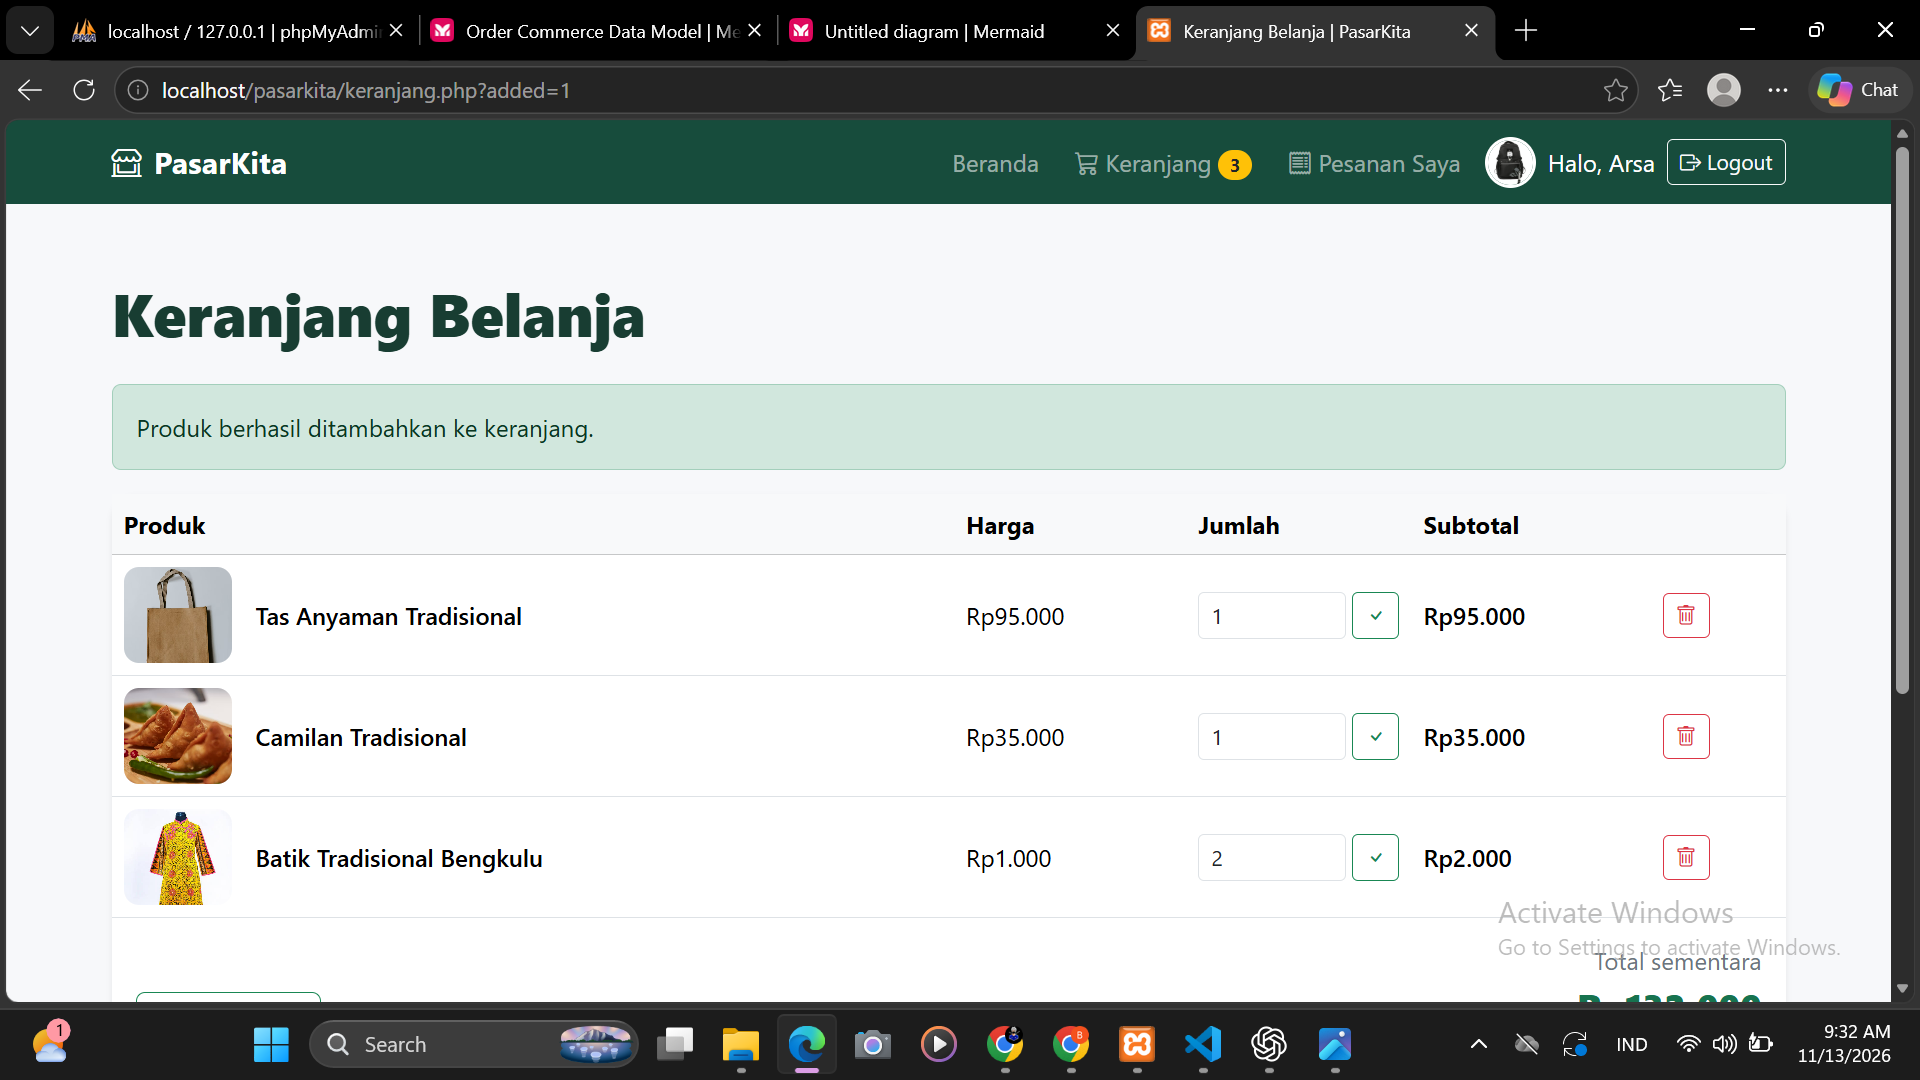 localhost / 127.0.0.1 | phpMyAdmi
Order Commerce Data Model | Me
Untitled diagram | Mermaid
Keranjang Belanja | PasarKita
localhost/pasarkita/keranjang.php?added=1
Chat
PasarKita
Beranda
Keranjang 3
Pesanan Saya
Halo, Arsa
Logout
Keranjang Belanja
Produk berhasil ditambahkan ke keranjang.
Produk Harga Jumlah Subtotal
Tas Anyaman Tradisional Rp95.000 1 Rp95.000
Camilan Tradisional Rp35.000 1 Rp35.000
Batik Tradisional Bengkulu Rp1.000 2 Rp2.000
Activate Windows
Go to Settings to activate Windows.
Total sementara
1
Search
IND
9:32 AM
11/13/2026